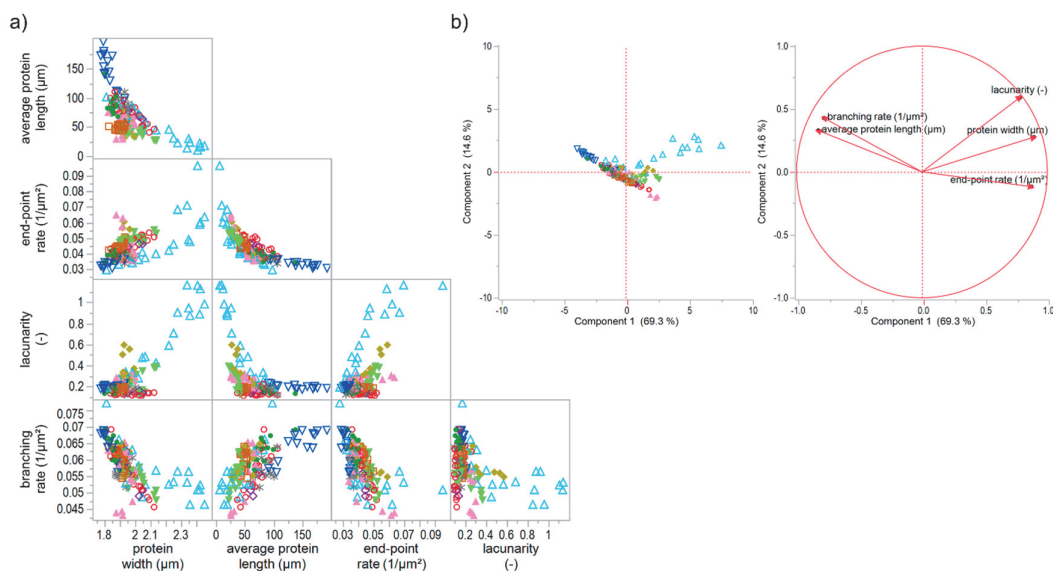 a)
average protein
length (µm)
150
100
50
0
end-point
rate (1/µm²)
0.09
0.08
0.07
0.06
0.05
0.04
0.03
lacunarity
(-)
1
0.8
0.6
0.4
0.2
branching
rate (1/µm²)
0.075
0.07
0.065
0.06
0.055
0.05
0.045
1.8 2 2.1 2.3
protein
width (µm)
0 50 100 150
average protein
length (µm)
0.03 0.05 0.07 0.09
end-point
rate (1/µm²)
0.2 0.4 0.6 0.8 1
lacunarity
(-)
b)
Component 2 (14.6 %)
10
5
0
-5
-10
-10 -5 0 5 10
Component 1 (69.3 %)
Component 2 (14.6 %)
1.0
0.5
0.0
-0.5
-1.0
-1.0 -0.5 0.0 0.5 1.0
Component 1 (69.3 %)
lacunarity (-)
branching rate (1/µm²)
average protein length (µm)
protein width (µm)
end-point rate (1/µm²)